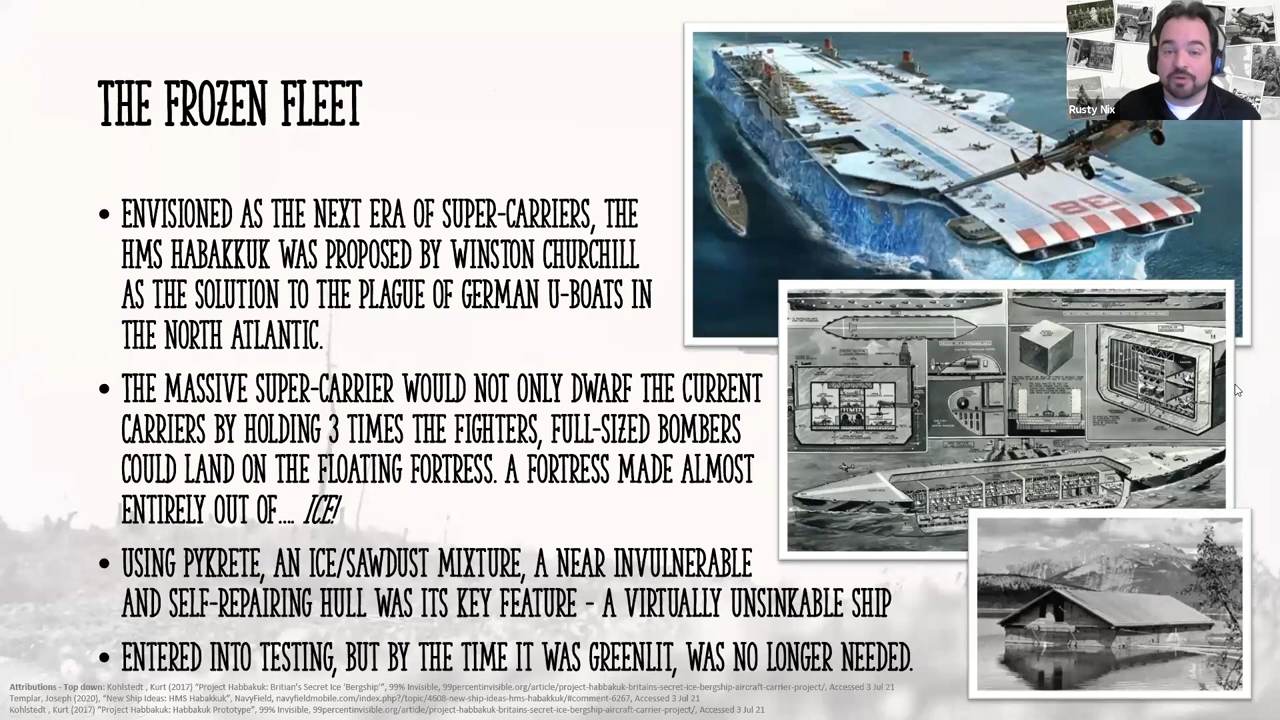 THE FROZEN FLEET
Rusty Nix
• ENVISIONED AS THE NEXT ERA OF SUPER-CARRIERS, THE
HMS HABAKKUK WAS PROPOSED BY WINSTON CHURCHILL
AS THE SOLUTION TO THE PLAGUE OF GERMAN U-BOATS IN
THE NORTH ATLANTIC.
• THE MASSIVE SUPER-CARRIER WOULD NOT ONLY DWARF THE CURRENT
CARRIERS BY HOLDING 3 TIMES THE FIGHTERS, FULL-SIZED BOMBERS
COULD LAND ON THE FLOATING FORTRESS. A FORTRESS MADE ALMOST
ENTIRELY OUT OF.... ICE!
• USING PYKRETE, AN ICE/SAWDUST MIXTURE, A NEAR INVULNERABLE
AND SELF-REPAIRING HULL WAS ITS KEY FEATURE - A VIRTUALLY UNSINKABLE SHIP
• ENTERED INTO TESTING, BUT BY THE TIME IT WAS GREENLIT, WAS NO LONGER NEEDED.
Attributions - Top down: Kohlstedt , Kurt (2017) "Project Habbakuk: Britian's Secret Ice 'Bergship'", 99% Invisible, 99percentinvisible.org/article/project-habbakuk-britains-secret-ice-bergship-aircraft-carrier-project/, Accessed 3 Jul 21
Templar, Joseph (2020), "New Ship Ideas: HMS Habakkuk", NavyField, navyfieldmobile.com/index.php?/topic/4608-new-ship-ideas-hms-habakkuk/#comment-6267, Accessed 3 Jul 21
Kohlstedt , Kurt (2017) "Project Habbakuk: Habbakuk Prototype", 99% Invisible, 99percentinvisible.org/article/project-habbakuk-britains-secret-ice-bergship-aircraft-carrier-project/, Accessed 3 Jul 21